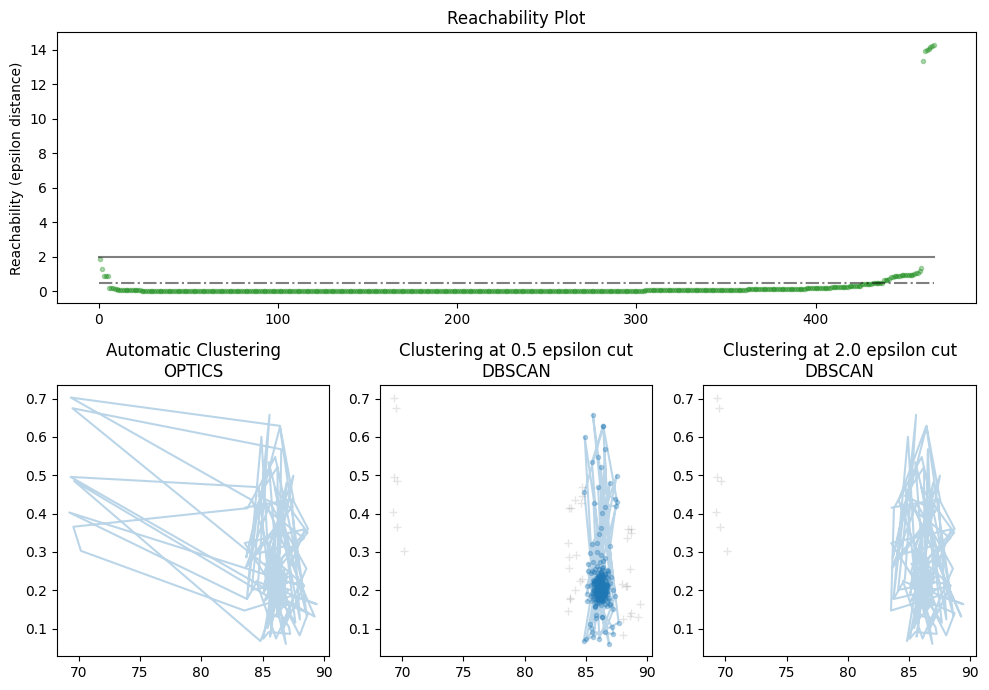 Reachability Plot
Reachability (epsilon distance)
14
12
10
8
6
4
2
0
0 100 200 300 400
Automatic Clustering
OPTICS
0.7
0.6
0.5
0.4
0.3
0.2
0.1
70 75 80 85 90
Clustering at 0.5 epsilon cut
DBSCAN
0.7
0.6
0.5
0.4
0.3
0.2
0.1
70 75 80 85 90
Clustering at 2.0 epsilon cut
DBSCAN
0.7
0.6
0.5
0.4
0.3
0.2
0.1
70 75 80 85 90